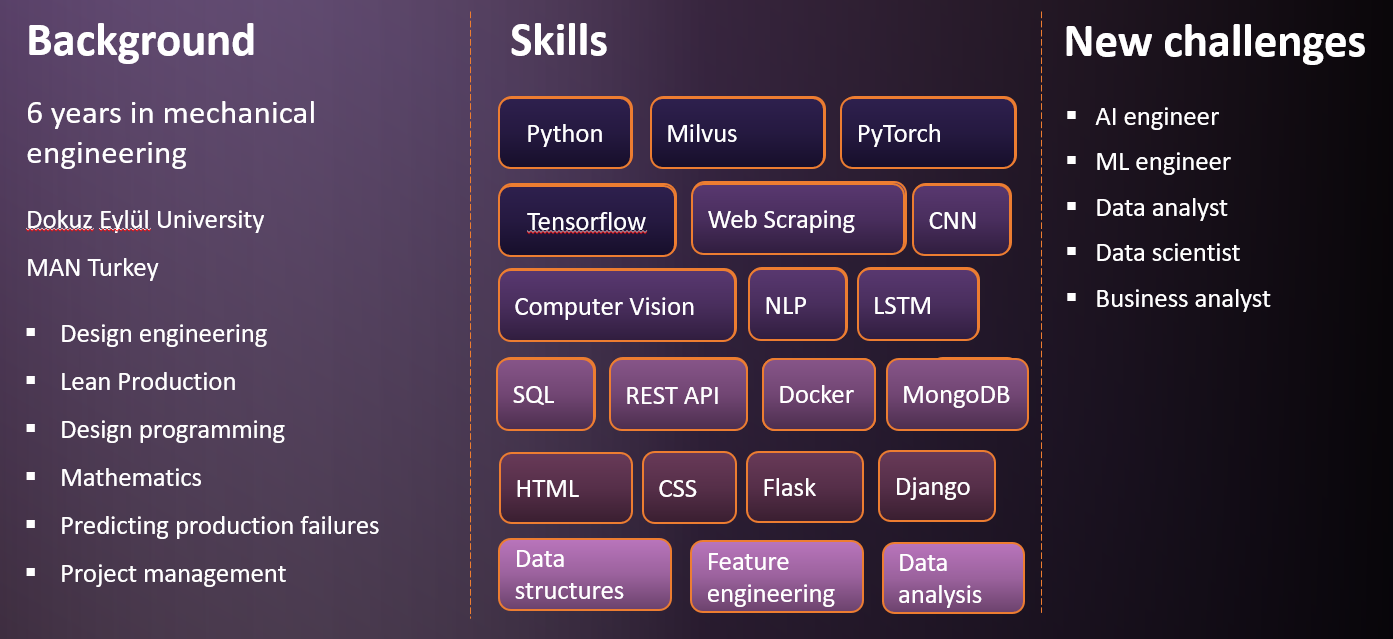 Background
6 years in mechanical
engineering
Dokuz Eylül University
MAN Turkey
▪ Design engineering
▪ Lean Production
▪ Design programming
▪ Mathematics
▪ Predicting production failures
▪ Project management
Skills
Python
Milvus
PyTorch
Tensorflow
Web Scraping
CNN
Computer Vision
NLP
LSTM
SQL
REST API
Docker
MongoDB
HTML
CSS
Flask
Django
Data
structures
Feature
engineering
Data
analysis
New challenges
▪ AI engineer
▪ ML engineer
▪ Data analyst
▪ Data scientist
▪ Business analyst